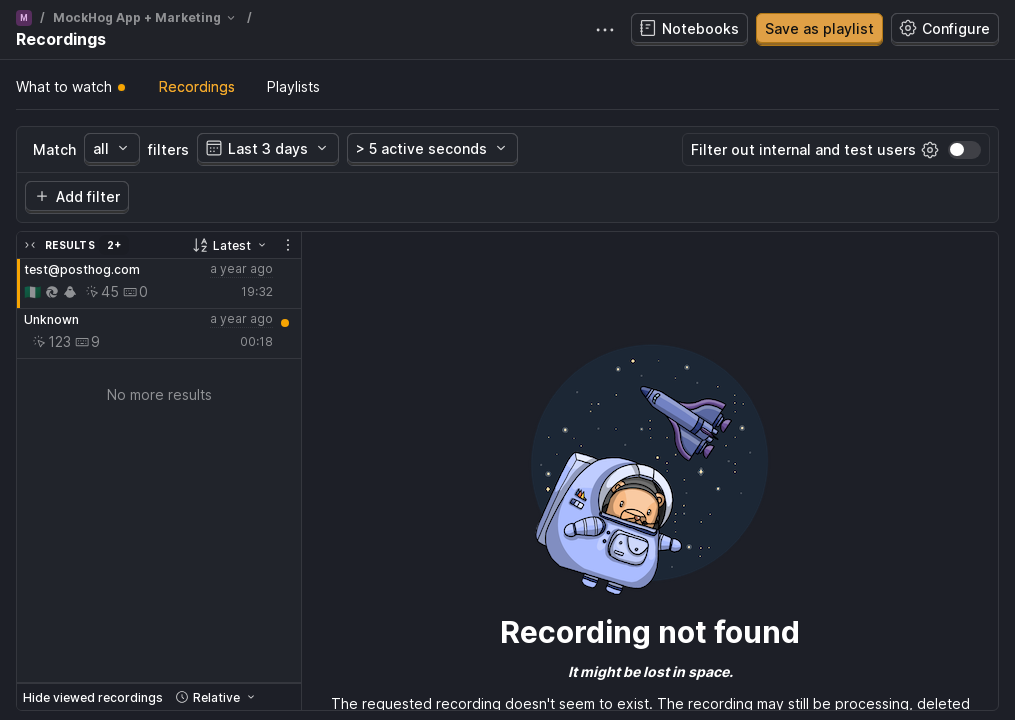 M / MockHog App + Marketing /
Recordings
Notebooks
Save as playlist
Configure
What to watch
Recordings
Playlists
Match all filters Last 3 days > 5 active seconds
Filter out internal and test users
Add filter
RESULTS 2+
Latest
test@posthog.com a year ago
45 0 19:32
Unknown a year ago
123 9 00:18
No more results
Hide viewed recordings Relative
Recording not found
It might be lost in space.
The requested recording doesn't seem to exist. The recording may still be processing, deleted